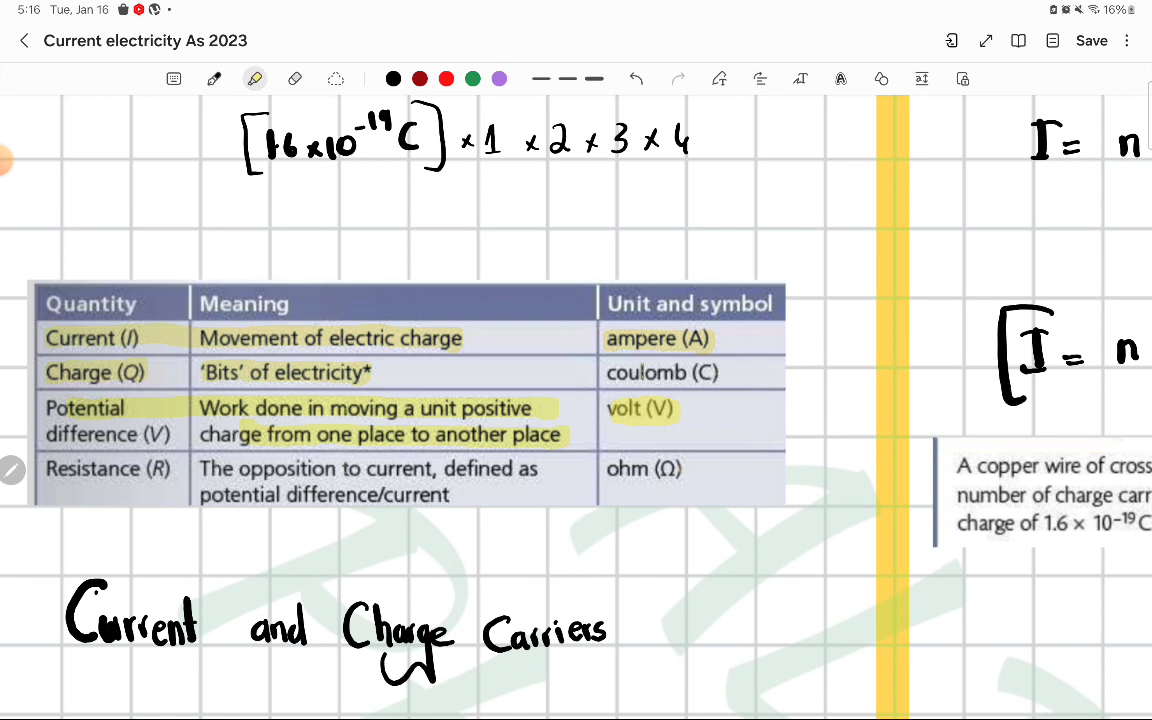 5:16 Tue, Jan 16
16%
Current electricity As 2023
Save
[1.6 × 10⁻¹⁹ C] × 1 × 2 × 3 × 4
I = n
Quantity Meaning Unit and symbol
Current (I) Movement of electric charge ampere (A)
Charge (Q) ‘Bits’ of electricity* coulomb (C)
Potential difference (V) Work done in moving a unit positive
charge from one place to another place volt (V)
Resistance (R) The opposition to current, defined as
potential difference/current ohm (Ω)
[I = n
A copper wire of cross
number of charge carr
charge of 1.6 × 10⁻¹⁹ C
Current and Charge Carriers